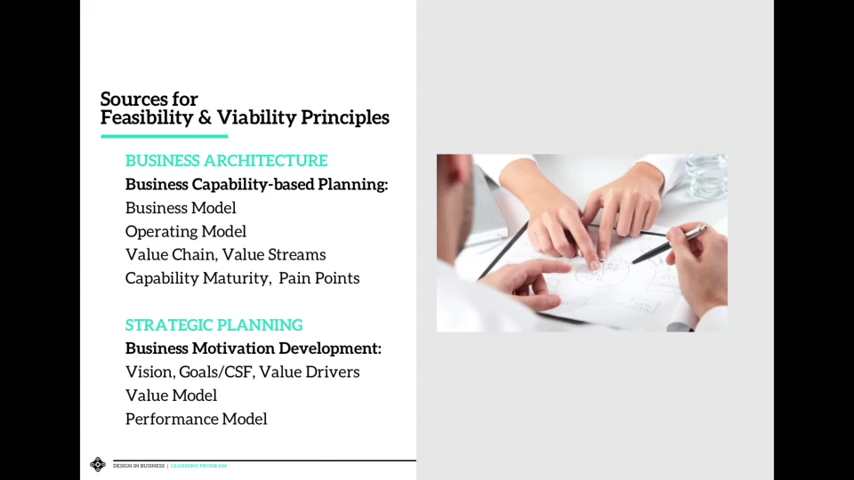 Sources for
Feasibility & Viability Principles
BUSINESS ARCHITECTURE
Business Capability-based Planning:
Business Model
Operating Model
Value Chain, Value Streams
Capability Maturity, Pain Points
STRATEGIC PLANNING
Business Motivation Development:
Vision, Goals/CSF, Value Drivers
Value Model
Performance Model
DESIGN IN BUSINESS | LEARNING PROGRAM